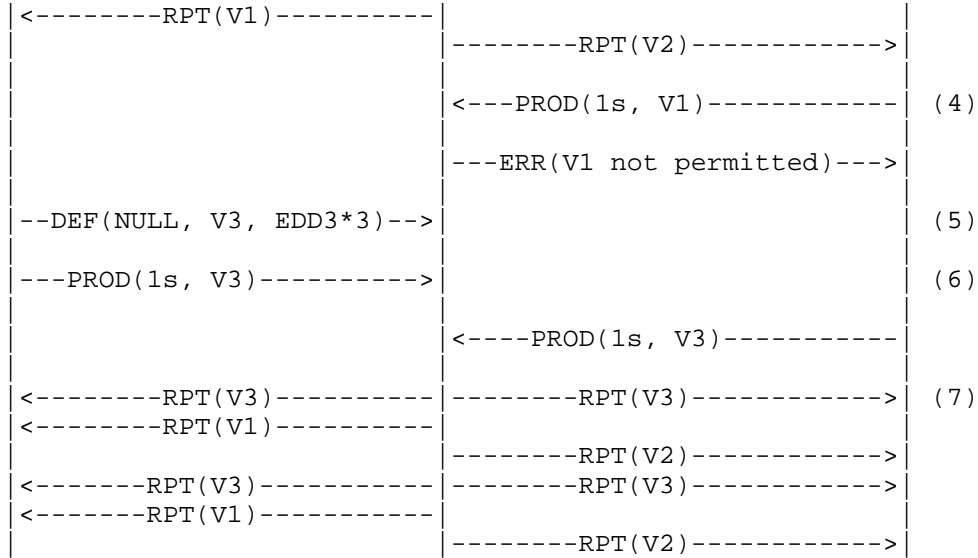 |<--------RPT(V1)----------|                          |
|                          |--------RPT(V2)---------->|
|                          |                          |
|                          |<---PROD(1s, V1)----------| (4)
|                          |                          |
|                          |---ERR(V1 not permitted)->|
|                          |                          |
|--DEF(NULL, V3, EDD3*3)-->|                          | (5)
|                          |                          |
|---PROD(1s, V3)---------->|                          | (6)
|                          |                          |
|                          |<----PROD(1s, V3)---------|
|                          |                          |
|<--------RPT(V3)----------|--------RPT(V3)---------->| (7)
|<--------RPT(V1)----------|                          |
|                          |--------RPT(V2)---------->|
|<-------RPT(V3)-----------|--------RPT(V3)---------->|
|<-------RPT(V1)-----------|                          |
|                          |--------RPT(V2)---------->|